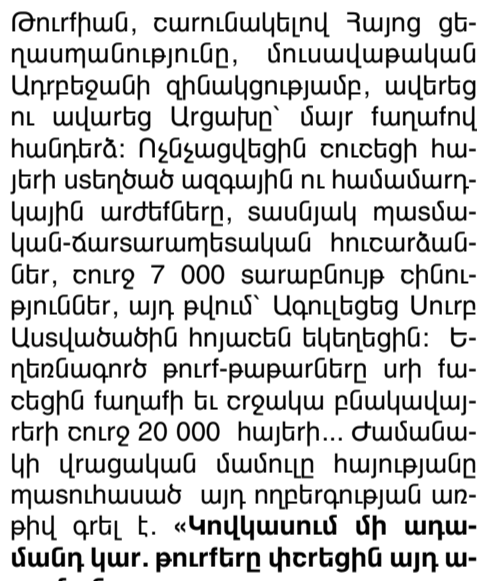 Թուրքիան, շարունակելով Հայոց ցե-
ղասպանությունը, մուսավաթական
Ադրբեջանի զինակցությամբ, ավերեց
ու ավարեց Արցախը՝ մայր քաղաքով
հանդերձ: Ոչնչացվեցին շուշեցի հա-
յերի ստեղծած ազգային ու համամարդ-
կային արժեքները, տասնյակ պատմա-
կան-ճարտարապետական հուշարձան-
ներ, շուրջ 7 000 տարաբնույթ շինու-
թյուններ, այդ թվում՝ Ագուլեցեց Սուրբ
Աստվածածին հոյաշեն եկեղեցին: Ե-
ղեռնագործ թուրք-թաթարները սրի քա-
շեցին քաղաքի եւ շրջակա բնակավայ-
րերի շուրջ 20 000 հայերի... Ժամանա-
կի վրացական մամուլը հայությանը
պատուհասած այդ ողբերգության առ-
թիվ գրել է. «Կովկասում մի ադա-
մանդ կար. թուրքերը փշրեցին այդ ա-